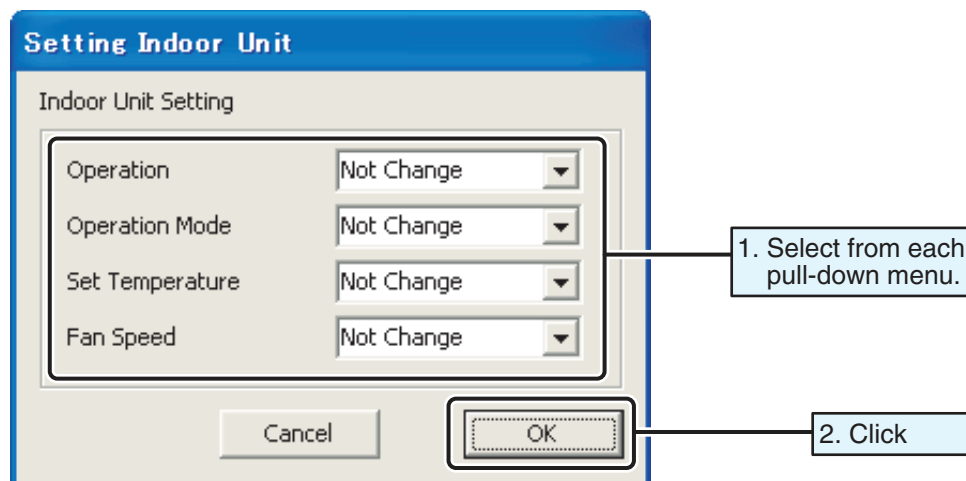 Setting Indoor Unit
Indoor Unit Setting
Operation Not Change
Operation Mode Not Change
Set Temperature Not Change
Fan Speed Not Change
1. Select from each
pull-down menu.
Cancel OK
2. Click